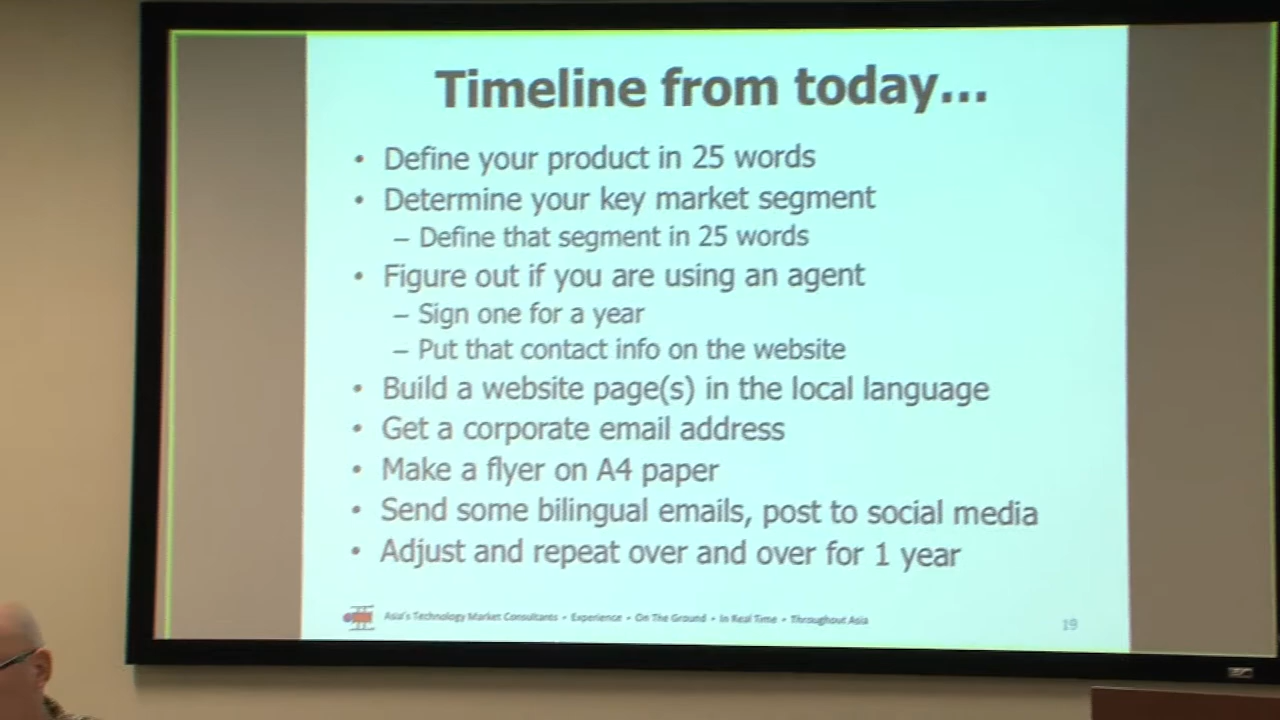 Timeline from today...
• Define your product in 25 words
• Determine your key market segment
– Define that segment in 25 words
• Figure out if you are using an agent
– Sign one for a year
– Put that contact info on the website
• Build a website page(s) in the local language
• Get a corporate email address
• Make a flyer on A4 paper
• Send some bilingual emails, post to social media
• Adjust and repeat over and over for 1 year
Asia's Technology Market Consultants • Experience • On The Ground • In Real Time • Throughout Asia
19